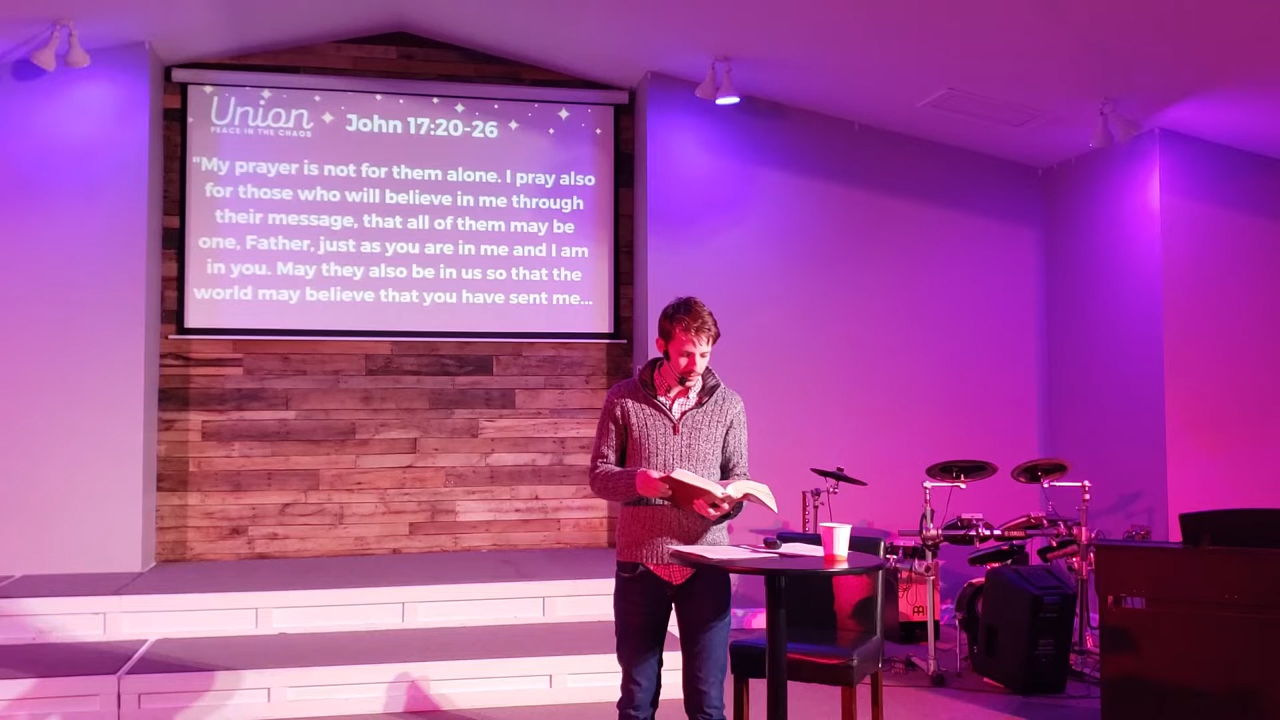 Union
PEACE IN THE CHAOS
John 17:20-26
"My prayer is not for them alone. I pray also
for those who will believe in me through
their message, that all of them may be
one, Father, just as you are in me and I am
in you. May they also be in us so that the
world may believe that you have sent me...
YAMAHA